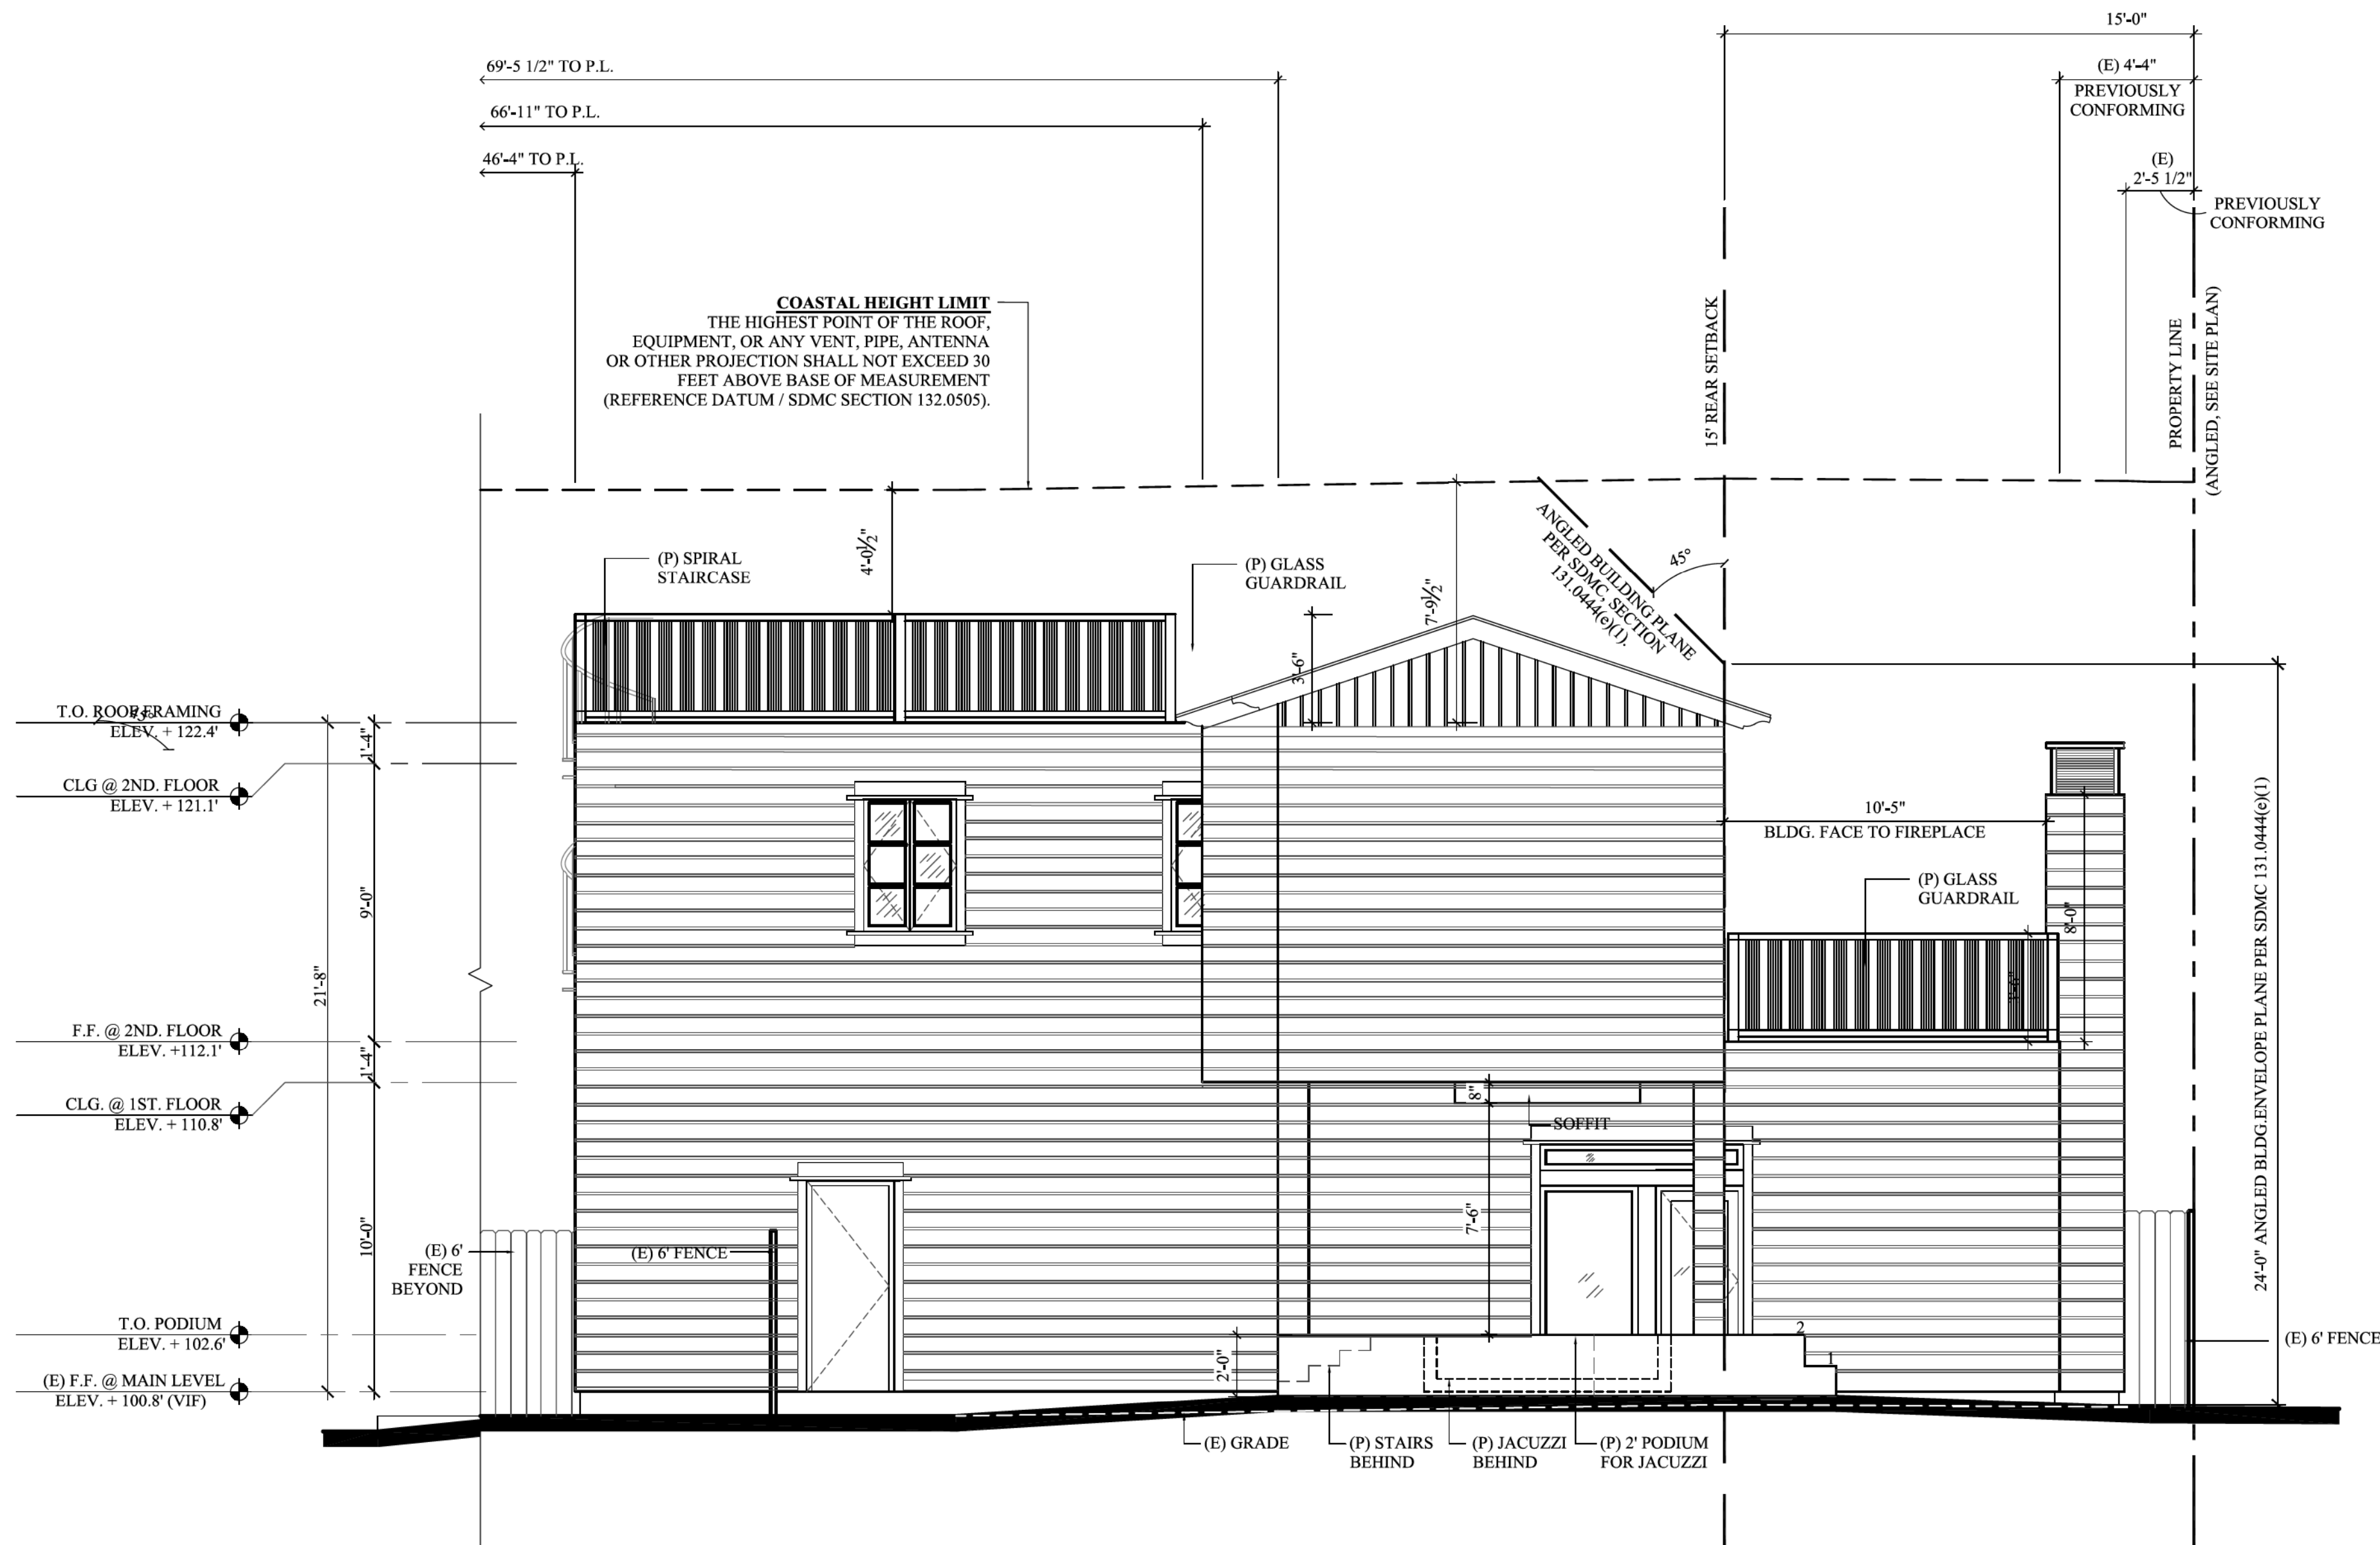 15'-0"
69'-5 1/2" TO P.L.
(E) 4'-4"
PREVIOUSLY
CONFORMING
66'-11" TO P.L.
46'-4" TO P.L.
(E)
2'-5 1/2"
PREVIOUSLY
CONFORMING
COASTAL HEIGHT LIMIT
THE HIGHEST POINT OF THE ROOF,
EQUIPMENT, OR ANY VENT, PIPE, ANTENNA
OR OTHER PROJECTION SHALL NOT EXCEED 30
FEET ABOVE BASE OF MEASUREMENT
(REFERENCE DATUM / SDMC SECTION 132.0505).
15' REAR SETBACK
PROPERTY LINE
(ANGLED, SEE SITE PLAN)
(P) SPIRAL
STAIRCASE
4'-0½"
(P) GLASS
GUARDRAIL
7'-9½"
3'-6"
ANGLED BUILDING PLANE
PER SDMC, SECTION
131.0444(e)(1).
45°
T.O. ROOF FRAMING
ELEV. + 122.4'
45°
1'-4"
CLG @ 2ND. FLOOR
ELEV. + 121.1'
9'-0"
21'-8"
F.F. @ 2ND. FLOOR
ELEV. +112.1'
1'-4"
CLG. @ 1ST. FLOOR
ELEV. + 110.8'
10'-0"
10'-5"
BLDG. FACE TO FIREPLACE
(P) GLASS
GUARDRAIL
8'-0"
24'-0" ANGLED BLDG.ENVELOPE PLANE PER SDMC 131.0444(e)(1)
8"
SOFFIT
7'-6"
(E) 6'
FENCE
BEYOND
(E) 6' FENCE
T.O. PODIUM
ELEV. + 102.6'
2'-0"
2
1
(E) 6' FENCE
(E) F.F. @ MAIN LEVEL
ELEV. + 100.8' (VIF)
(E) GRADE
(P) STAIRS
BEHIND
(P) JACUZZI
BEHIND
(P) 2' PODIUM
FOR JACUZZI